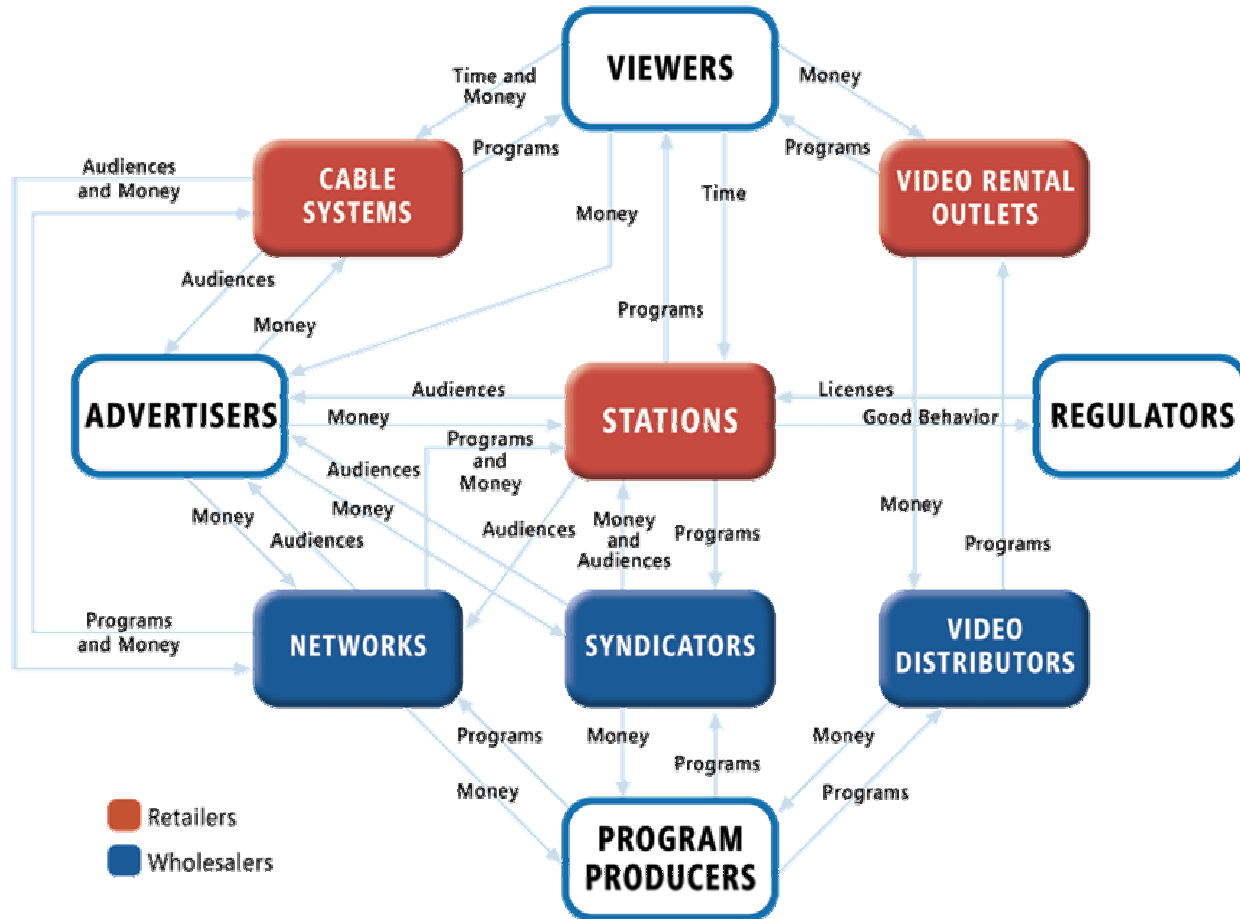 VIEWERS
Time and
Money
Money
Programs
Programs
Audiences
and Money
CABLE
SYSTEMS
VIDEO RENTAL
OUTLETS
Time
Money
Audiences
Programs
Money
Licenses
Audiences
ADVERTISERS
STATIONS
REGULATORS
Money
Good Behavior
Programs
and
Money
Audiences
Money
Money
Audiences
Audiences
Money
and
Audiences
Programs
Money
Programs
Programs
and Money
NETWORKS
SYNDICATORS
VIDEO
DISTRIBUTORS
Programs
Money
Money
Programs
Money
Programs
Retailers
Wholesalers
PROGRAM
PRODUCERS